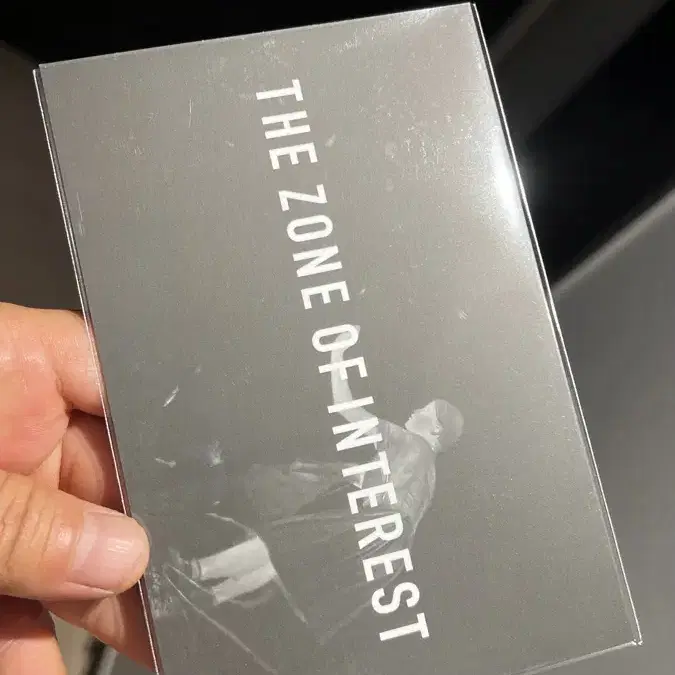 THE ZONE OF INTEREST